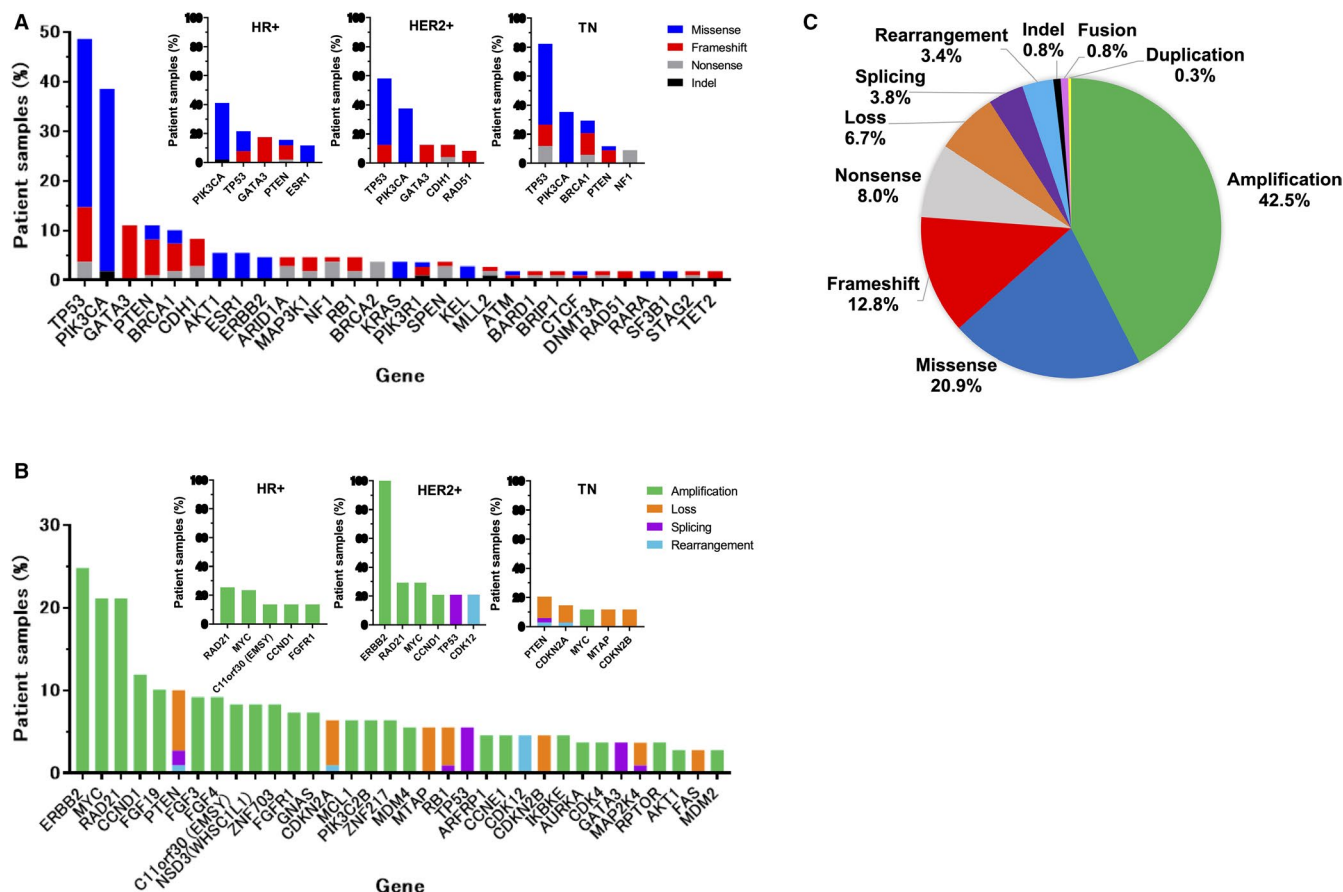 A
HR+
HER2+
TN
Missense
Frameshift
Nonsense
Indel
Patient samples (%)
50
40
30
20
10
0
Patient samples (%)
100
80
60
40
20
0
PIK3CA
TP53
GATA3
PTEN
ESR1
Patient samples (%)
100
80
60
40
20
0
TP53
PIK3CA
GATA3
CDH1
RAD51
Patient samples (%)
100
80
60
40
20
0
TP53
PIK3CA
BRCA1
PTEN
NF1
TP53
PIK3CA
GATA3
PTEN
BRCA1
CDH1
AKT1
ESR1
ERBB2
ARID1A
MAP3K1
NF1
RB1
BRCA2
KRAS
PIK3R1
SPEN
KEL
MLL2
ATM
BARD1
BRIP1
CTCF
DNMT3A
RAD51
RARA
SF3B1
STAG2
TET2
Gene
C
Rearrangement
3.4%
Indel
0.8%
Fusion
0.8%
Duplication
0.3%
Splicing
3.8%
Loss
6.7%
Nonsense
8.0%
Frameshift
12.8%
Missense
20.9%
Amplification
42.5%
B
HR+
HER2+
TN
Amplification
Loss
Splicing
Rearrangement
Patient samples (%)
30
20
10
0
Patient samples (%)
100
80
60
40
20
0
RAD21
MYC
C11orf30 (EMSY)
CCND1
FGFR1
Patient samples (%)
100
80
60
40
20
0
ERBB2
RAD21
MYC
CCND1
TP53
CDK12
Patient samples (%)
100
80
60
40
20
0
PTEN
CDKN2A
MYC
MTAP
CDKN2B
ERBB2
MYC
RAD21
CCND1
FGF19
PTEN
FGF3
FGF4
C11orf30 (EMSY)
NSD3(WHSC1L1)
ZNF703
FGFR1
GNAS
CDKN2A
MCL1
PIK3C2B
ZNF217
MDM4
MTAP
RB1
TP53
ARFRP1
CCNE1
CDK12
CDKN2B
IKBKE
AURKA
CDK4
GATA3
MAP2K4
RPTOR
AKT1
FAS
MDM2
Gene